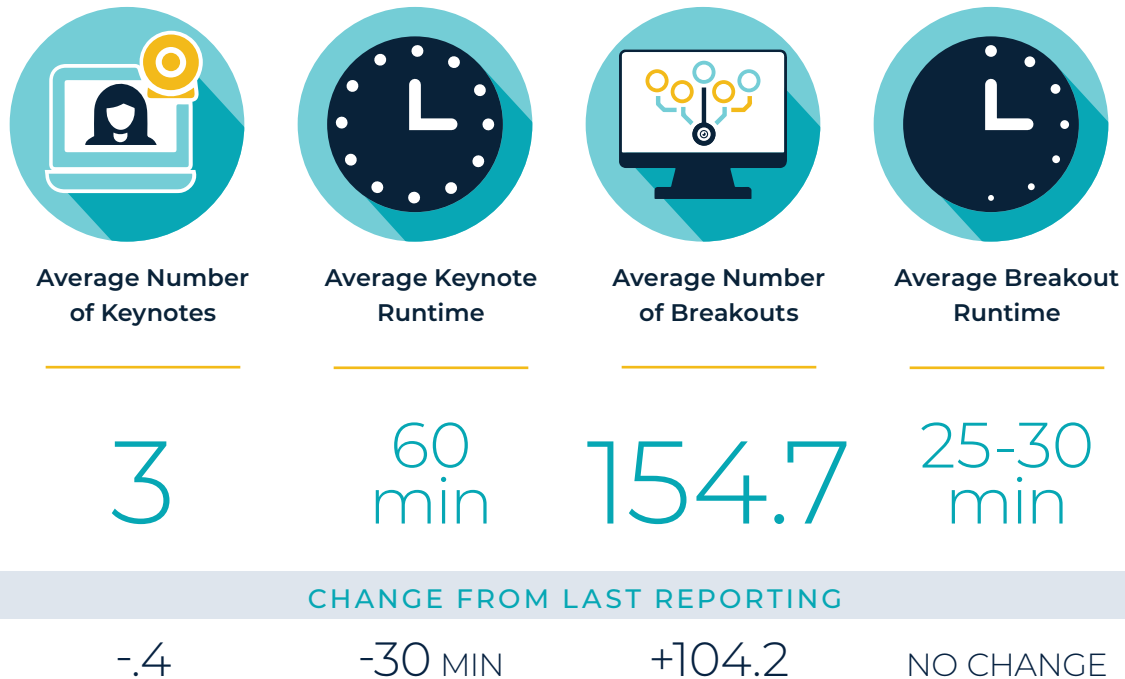 Average Number
of Keynotes
Average Keynote
Runtime
Average Number
of Breakouts
Average Breakout
Runtime
3
60
min
154.7
25-30
min
CHANGE FROM LAST REPORTING
-.4
-30 MIN
+104.2
NO CHANGE